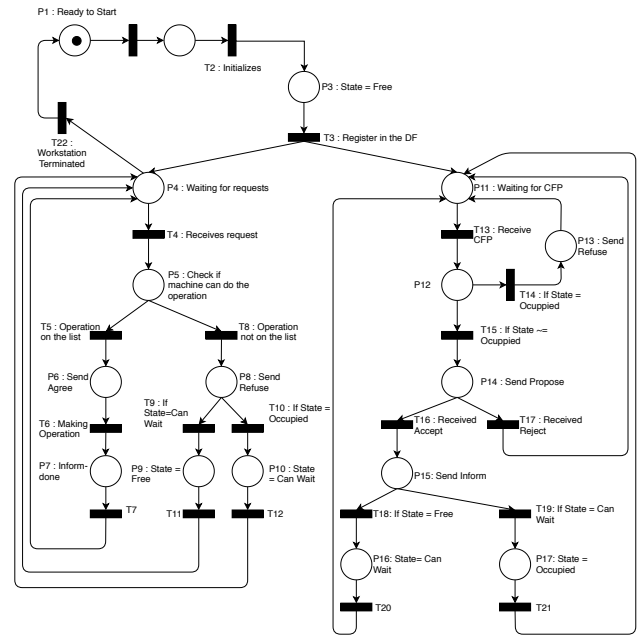 P1 : Ready to Start
T2 : Initializes
P3 : State = Free
T3 : Register in the DF
T22 :
Workstation
Terminated
P4 : Waiting for requests
P11 : Waiting for CFP
T4 : Receives request
T13 : Receive
CFP
P13 : Send
Refuse
P5 : Check if
machine can do the
operation
P12
T14 : If State =
Ocuppied
T5 : Operation
on the list
T8 : Operation
not on the list
T15 : If State ~=
Ocuppied
P6 : Send
Agree
P8 : Send
Refuse
P14 : Send Propose
T9 : If
State=Can
Wait
T10 : If State =
Occupied
T6 : Making
Operation
T16 : Received
Accept
T17 : Received
Reject
P7 : Inform-
done
P9 : State =
Free
P10 : State
= Can Wait
P15: Send Inform
T7
T11
T12
T18: If State = Free
T19: If State = Can
Wait
P16: State= Can
Wait
P17: State =
Occupied
T20
T21